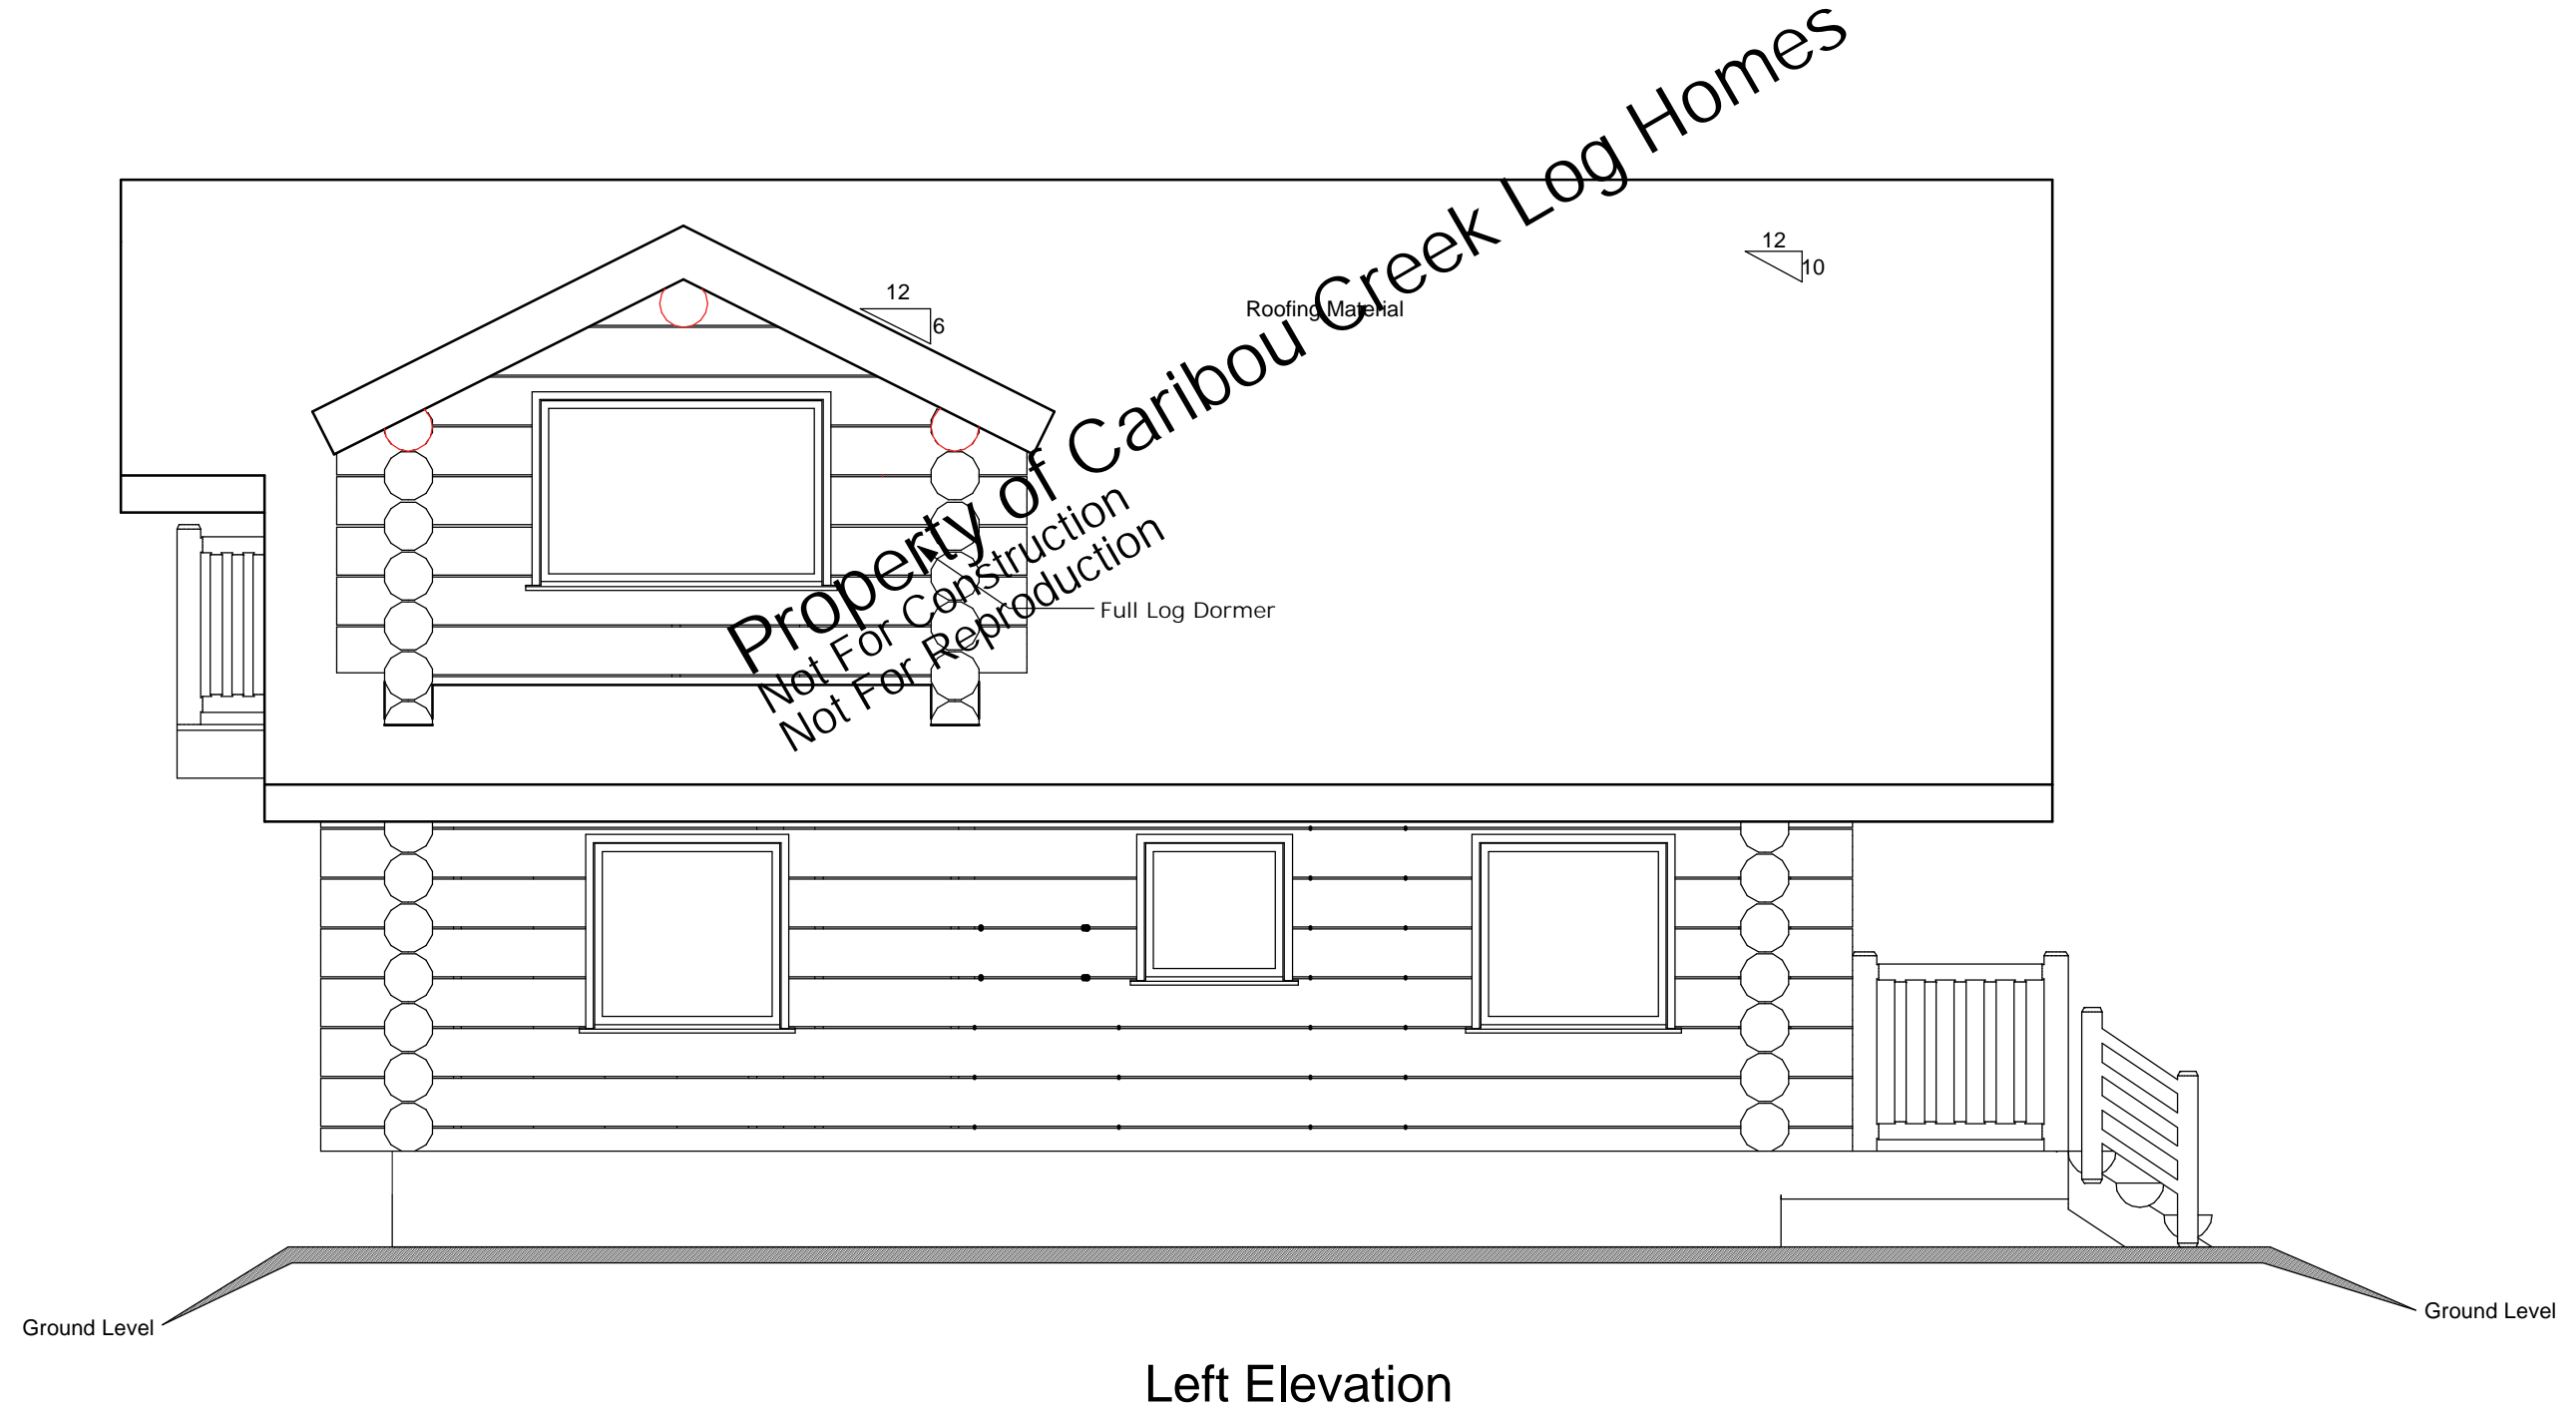 Property of Caribou Creek Log Homes
Not For Construction
Not For Reproduction
12
10
12
6
Roofing Material
Full Log Dormer
Ground Level
Ground Level
Left Elevation